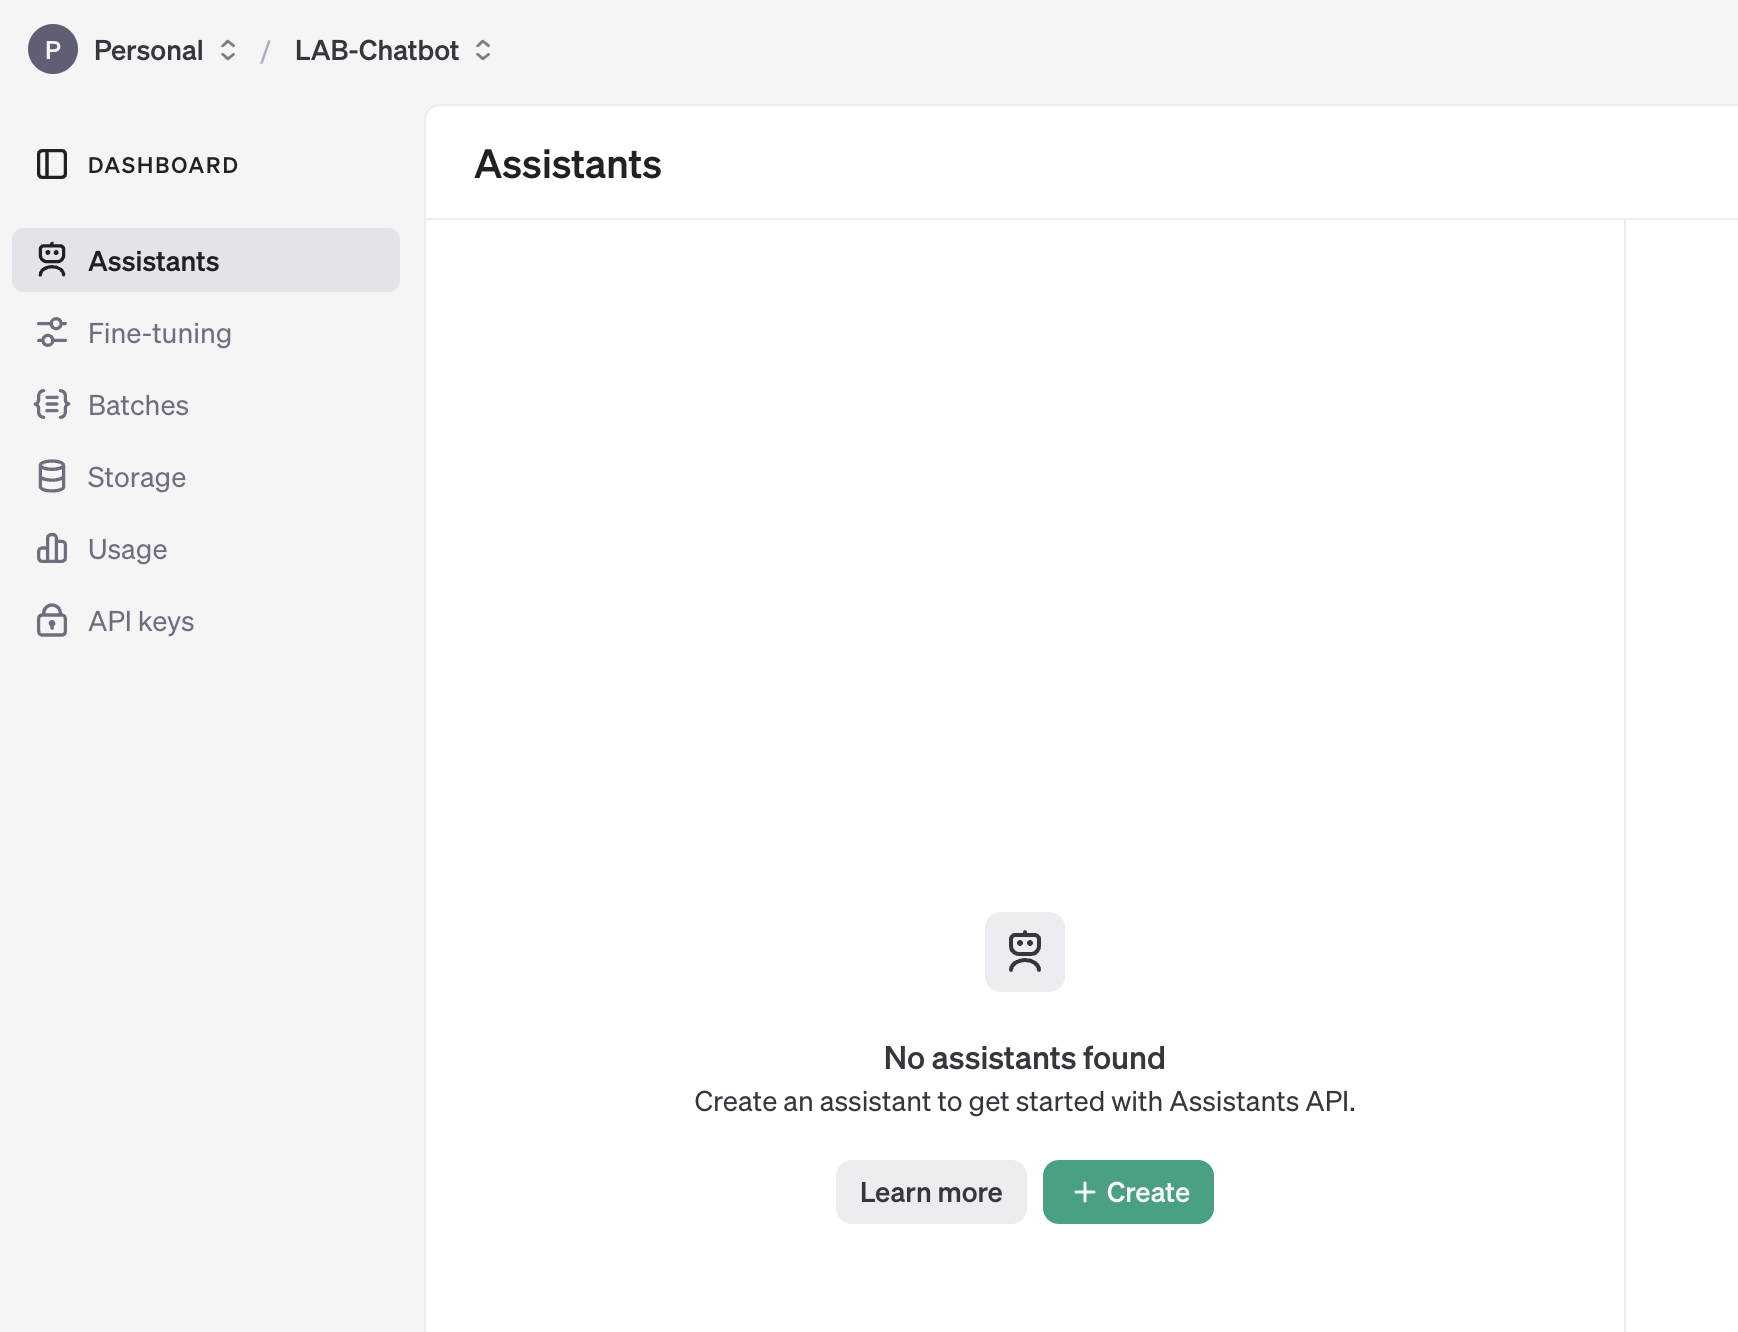 P Personal / LAB-Chatbot
DASHBOARD
Assistants
Fine-tuning
Batches
Storage
Usage
API keys
Assistants
No assistants found
Create an assistant to get started with Assistants API.
Learn more
+ Create